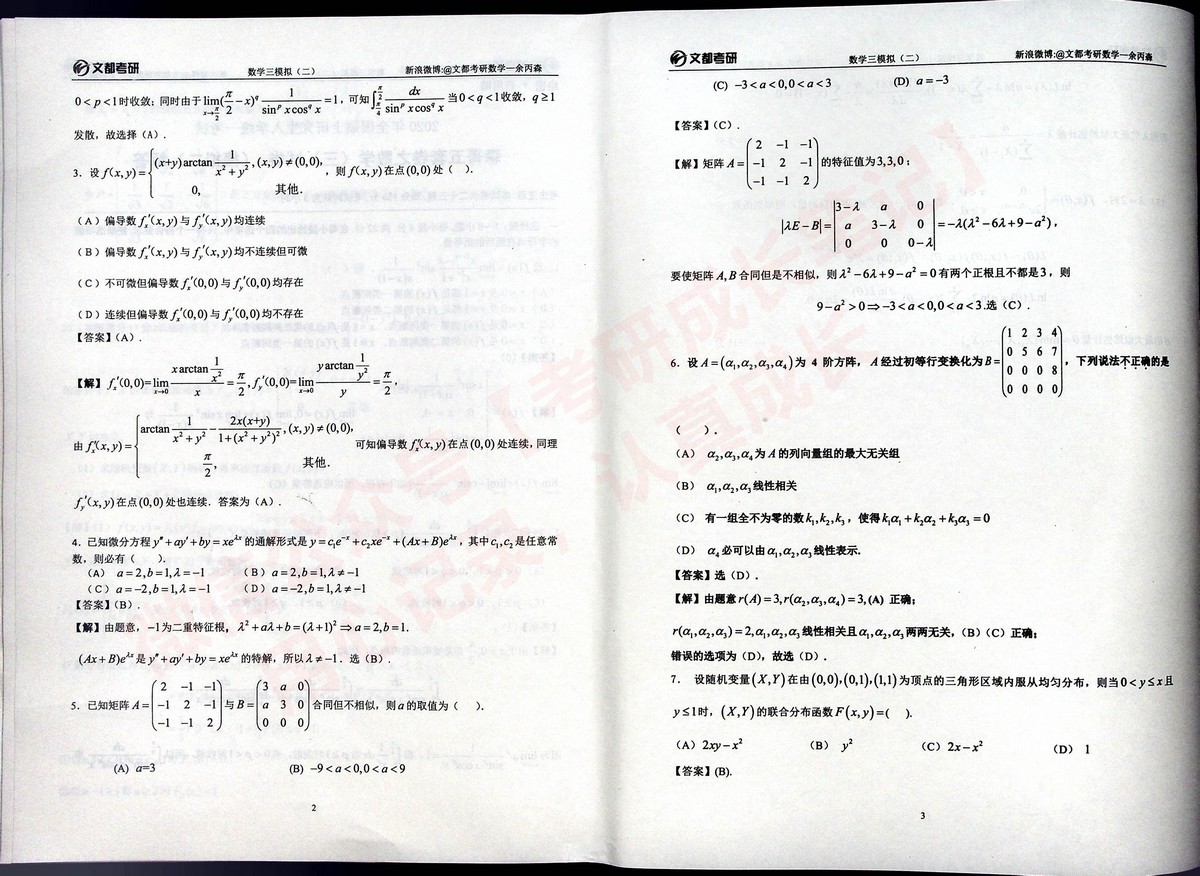 文都考研
数学三模拟（二）
新浪微博:@文都考研数学—余丙森
0<p<1时收敛；同时由于lim_{x→π/2}(π/2−x)^q 1/(sin^p x cos^q x)=1，可知∫_{π/4}^{π/2} dx/(sin^p x cos^q x) 当0<q<1收敛，q≥1
发散，故选择（A）.
3. 设f(x,y)={(x+y)arctan 1/(x²+y²),(x,y)≠(0,0), 0, 其他. ，则f(x,y)在点(0,0)处（ ）.
（A）偏导数f_x′(x,y)与f_y′(x,y)均连续
（B）偏导数f_x′(x,y)与f_y′(x,y)均不连续但可微
（C）不可微但偏导数f_x′(0,0)与f_y′(0,0)均存在
（D）连续但偏导数f_x′(0,0)与f_y′(0,0)均不存在
【答案】(A).
【解】f_x′(0,0)=lim_{x→0} (x arctan 1/x²)/x=π/2, f_y′(0,0)=lim_{x→0} (y arctan 1/y²)/y=π/2,
由f_x′(x,y)={arctan 1/(x²+y²)−2x(x+y)/(1+(x²+y²)²),(x,y)≠(0,0), π/2, 其他. 可知偏导数f_x′(x,y)在点(0,0)处连续,同理
f_y′(x,y)在点(0,0)处也连续．答案为（A）.
4. 已知微分方程y″+ay′+by=xe^{λx}的通解形式是y=c₁e^{−x}+c₂xe^{−x}+(Ax+B)e^{λx}，其中c₁,c₂是任意常
数，则必有（ ）.
(A) a=2,b=1,λ=−1 （B）a=2,b=1,λ≠−1
（C）a=−2,b=1,λ=−1 （D）a=−2,b=1,λ≠−1
【答案】(B).
【解】由题意，−1为二重特征根，λ²+aλ+b=(λ+1)²⇒a=2,b=1.
(Ax+B)e^{λx}是y″+ay′+by=xe^{λx}的特解，所以λ≠−1．选（B）.
5. 已知矩阵A=(2 −1 −1; −1 2 −1; −1 −1 2)与B=(3 a 0; a 3 0; 0 0 0)合同但不相似，则a的取值为（ ）.
(A) a=3 (B) −9<a<0,0<a<9
2
文都考研
数学三模拟（二）
新浪微博:@文都考研数学—余丙森
(C) −3<a<0,0<a<3 (D) a=−3
【答案】(C).
【解】矩阵A=(2 −1 −1; −1 2 −1; −1 −1 2)的特征值为3,3,0；
|λE−B|=|3−λ a 0; a 3−λ 0; 0 0 0−λ|=−λ(λ²−6λ+9−a²),
要使矩阵A,B合同但是不相似，则λ²−6λ+9−a²=0有两个正根且不都是3，则
9−a²>0⇒−3<a<0,0<a<3.选（C）.
6. 设A=(α₁,α₂,α₃,α₄)为 4 阶方阵，A经过初等行变换化为B=(1 2 3 4; 0 5 6 7; 0 0 0 8; 0 0 0 0)，下列说法不正确的是
（ ）.
(A) α₂,α₃,α₄为A的列向量组的最大无关组
(B) α₁,α₂,α₃线性相关
(C) 有一组全不为零的数k₁,k₂,k₃，使得k₁α₁+k₂α₂+k₃α₃=0
(D) α₄必可以由α₁,α₂,α₃线性表示.
【答案】选（D）.
【解】由题意r(A)=3,r(α₂,α₃,α₄)=3,(A) 正确；
r(α₁,α₂,α₃)=2,α₁,α₂,α₃线性相关且α₁,α₂,α₃两两无关，(B)(C) 正确；
错误的选项为（D），故选（D）.
7. 设随机变量(X,Y)在由(0,0),(0,1),(1,1)为顶点的三角形区域内服从均匀分布，则当0<y≤x且
y≤1时，(X,Y)的联合分布函数F(x,y)=( ).
(A) 2xy−x² (B) y² (C) 2x−x² (D) 1
【答案】(B).
3